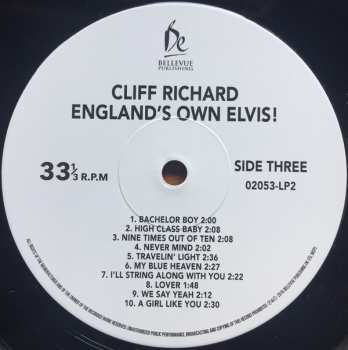 Be
BELLEVUE
PUBLISHING
CLIFF RICHARD
ENGLAND'S OWN ELVIS!
33 1/3 R.P.M
SIDE THREE
02053-LP2
1. BACHELOR BOY 2:00
2. HIGH CLASS BABY 2:08
3. NINE TIMES OUT OF TEN 2:08
4. NEVER MIND 2:02
5. TRAVELIN' LIGHT 2:36
6. MY BLUE HEAVEN 2:27
7. I'LL STRING ALONG WITH YOU 2:22
8. LOVER 1:48
9. WE SAY YEAH 2:12
10. A GIRL LIKE YOU 2:30